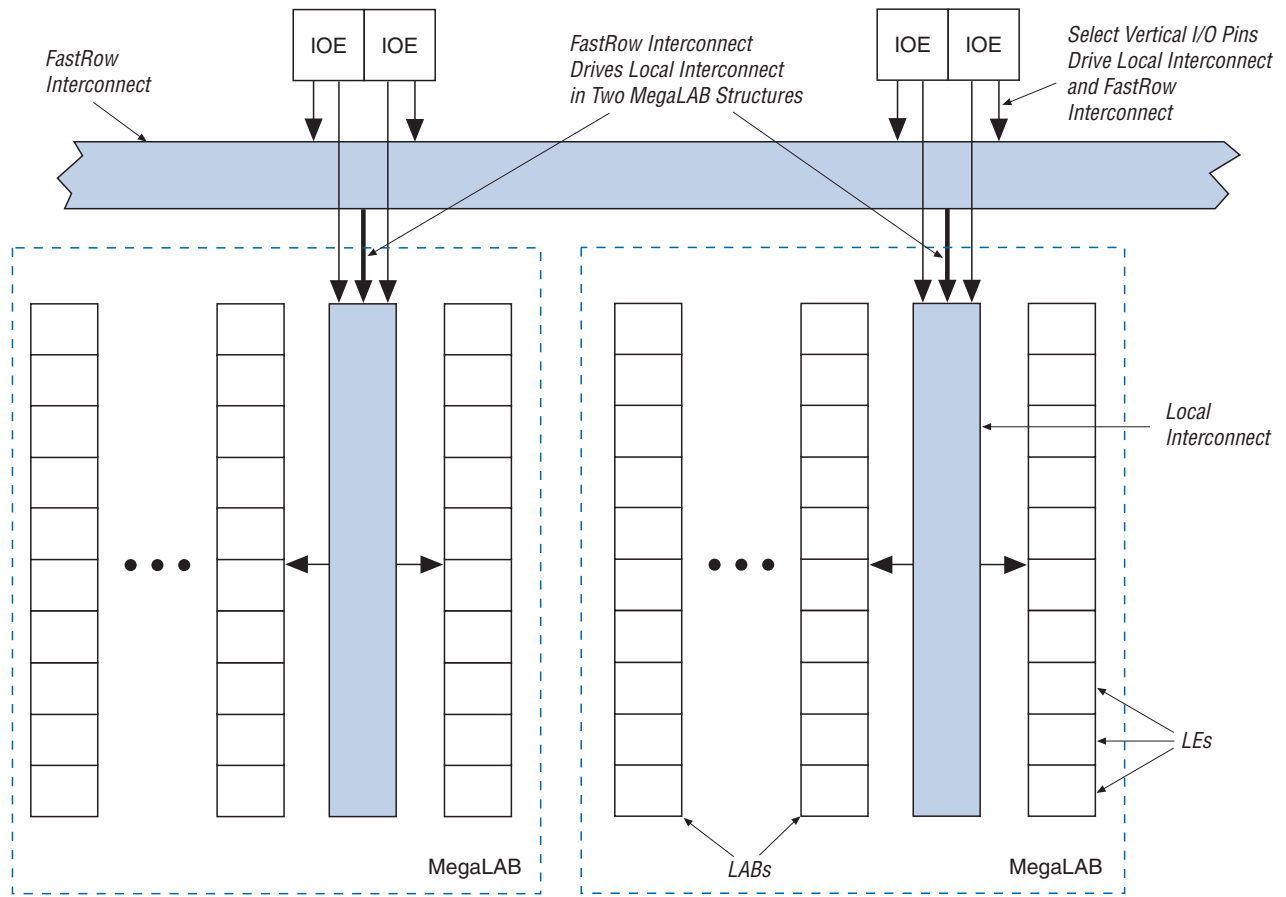 IOE IOE
IOE IOE
FastRow
Interconnect
FastRow Interconnect
Drives Local Interconnect
in Two MegaLAB Structures
Select Vertical I/O Pins
Drive Local Interconnect
and FastRow
Interconnect
Local
Interconnect
LEs
LABs
MegaLAB
MegaLAB